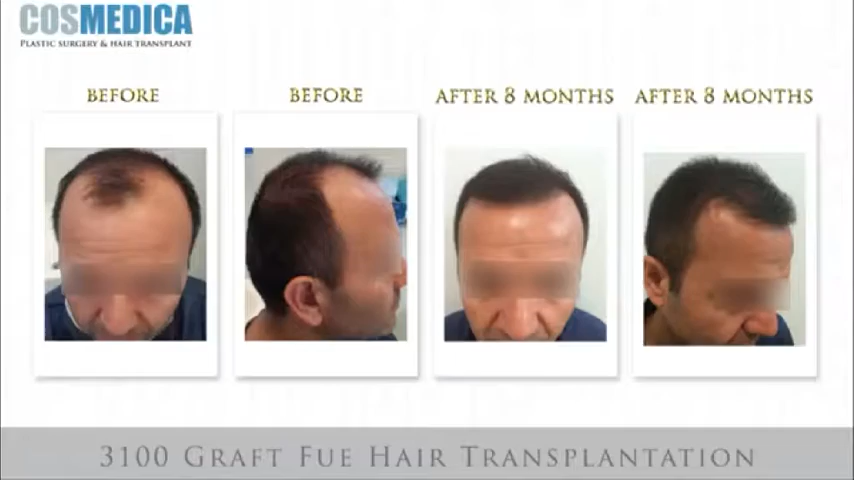 COSMEDICA
PLASTIC SURGERY & HAIR TRANSPLANT
BEFORE
BEFORE
AFTER 8 MONTHS
AFTER 8 MONTHS
3100 GRAFT FUE HAIR TRANSPLANTATION